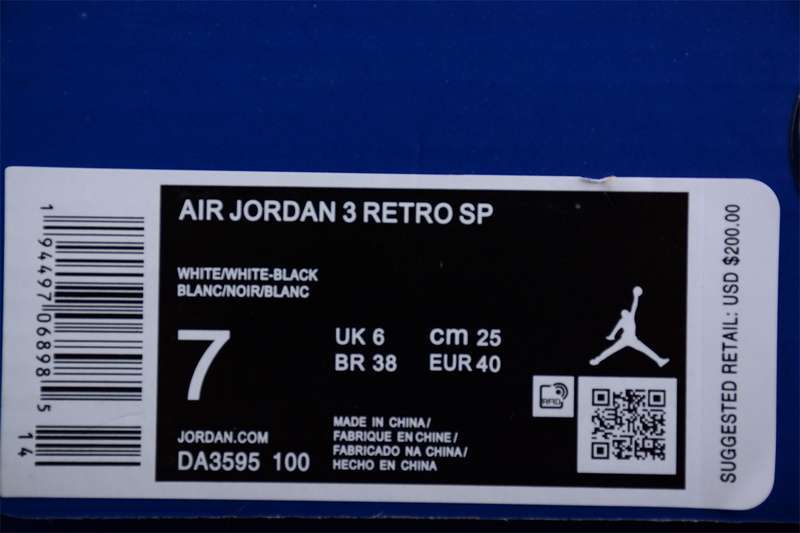 AIR JORDAN 3 RETRO SP
WHITE/WHITE-BLACK
BLANC/NOIR/BLANC
7
UK 6 cm 25
BR 38 EUR 40
JORDAN.COM
DA3595 100
MADE IN CHINA/
FABRIQUE EN CHINE/
FABRICADO NA CHINA/
HECHO EN CHINA
RFID
SUGGESTED RETAIL: USD $200.00
1 94497 06898 5 14